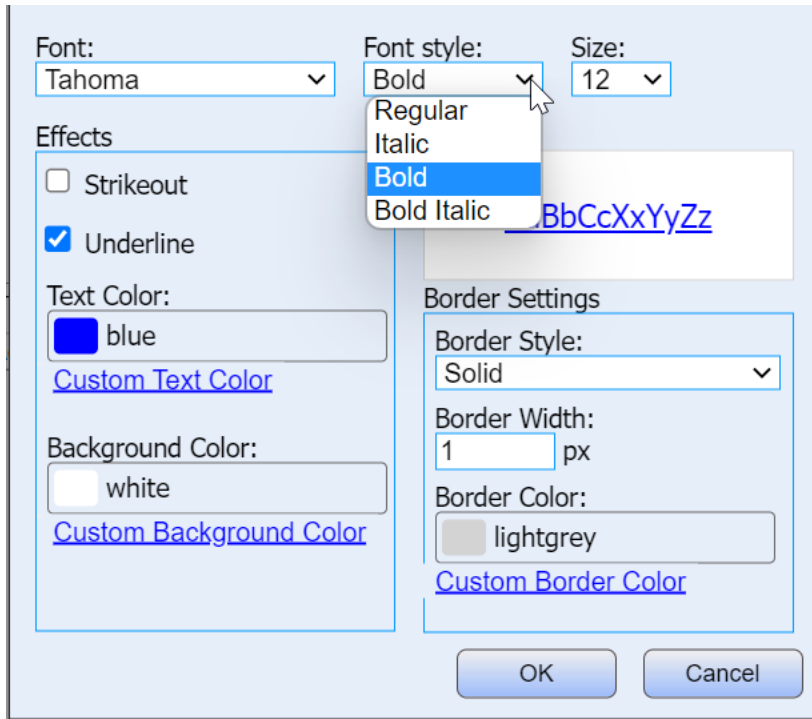 Font: Font style: Size:
Tahoma Bold 12
Regular
Italic
Bold
Bold Italic
Effects
Strikeout
Underline
Text Color:
blue
Custom Text Color
Background Color:
white
Custom Background Color
BbCcXxYyZz
Border Settings
Border Style:
Solid
Border Width:
1 px
Border Color:
lightgrey
Custom Border Color
OK Cancel